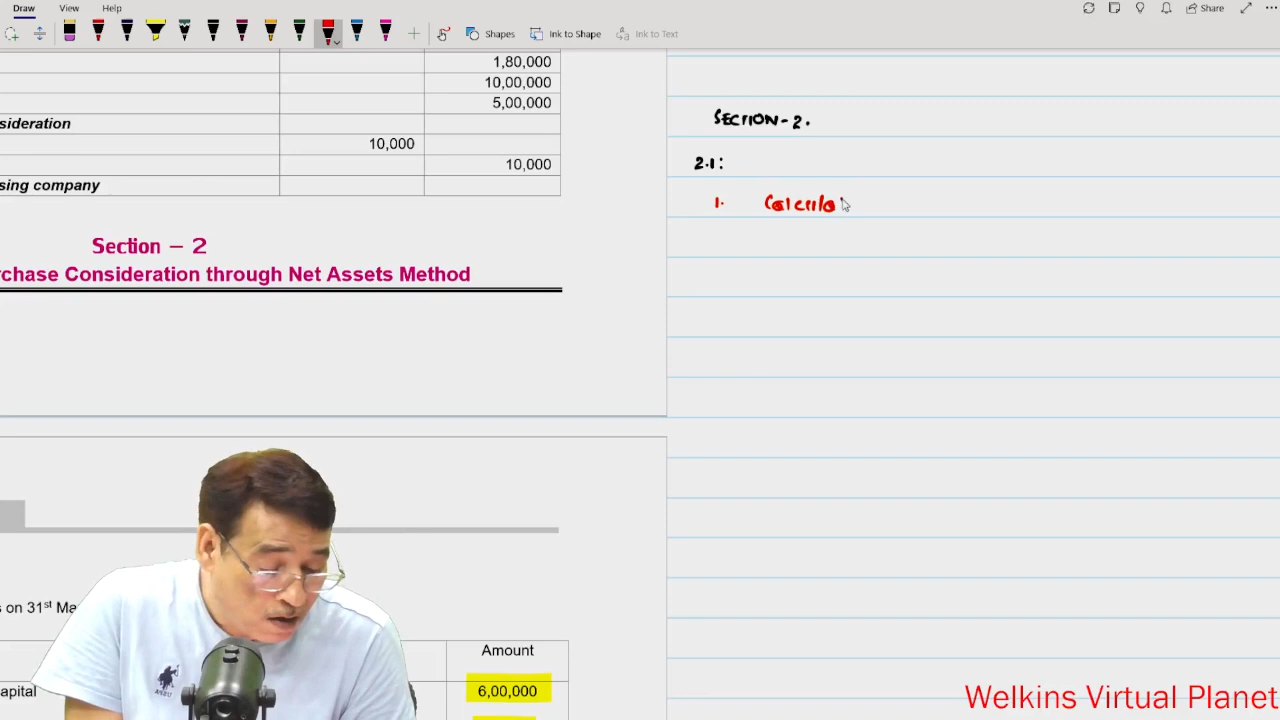 Draw View Help Share
Shapes Ink to Shape Ink to Text
1,80,000
10,00,000
5,00,000
sideration
10,000
10,000
sing company
Section – 2
rchase Consideration through Net Assets Method
s on 31st Ma
Amount
apital 6,00,000
SECTION-2.
2.1:
1. Calcula
ANBU
Welkins Virtual Planet